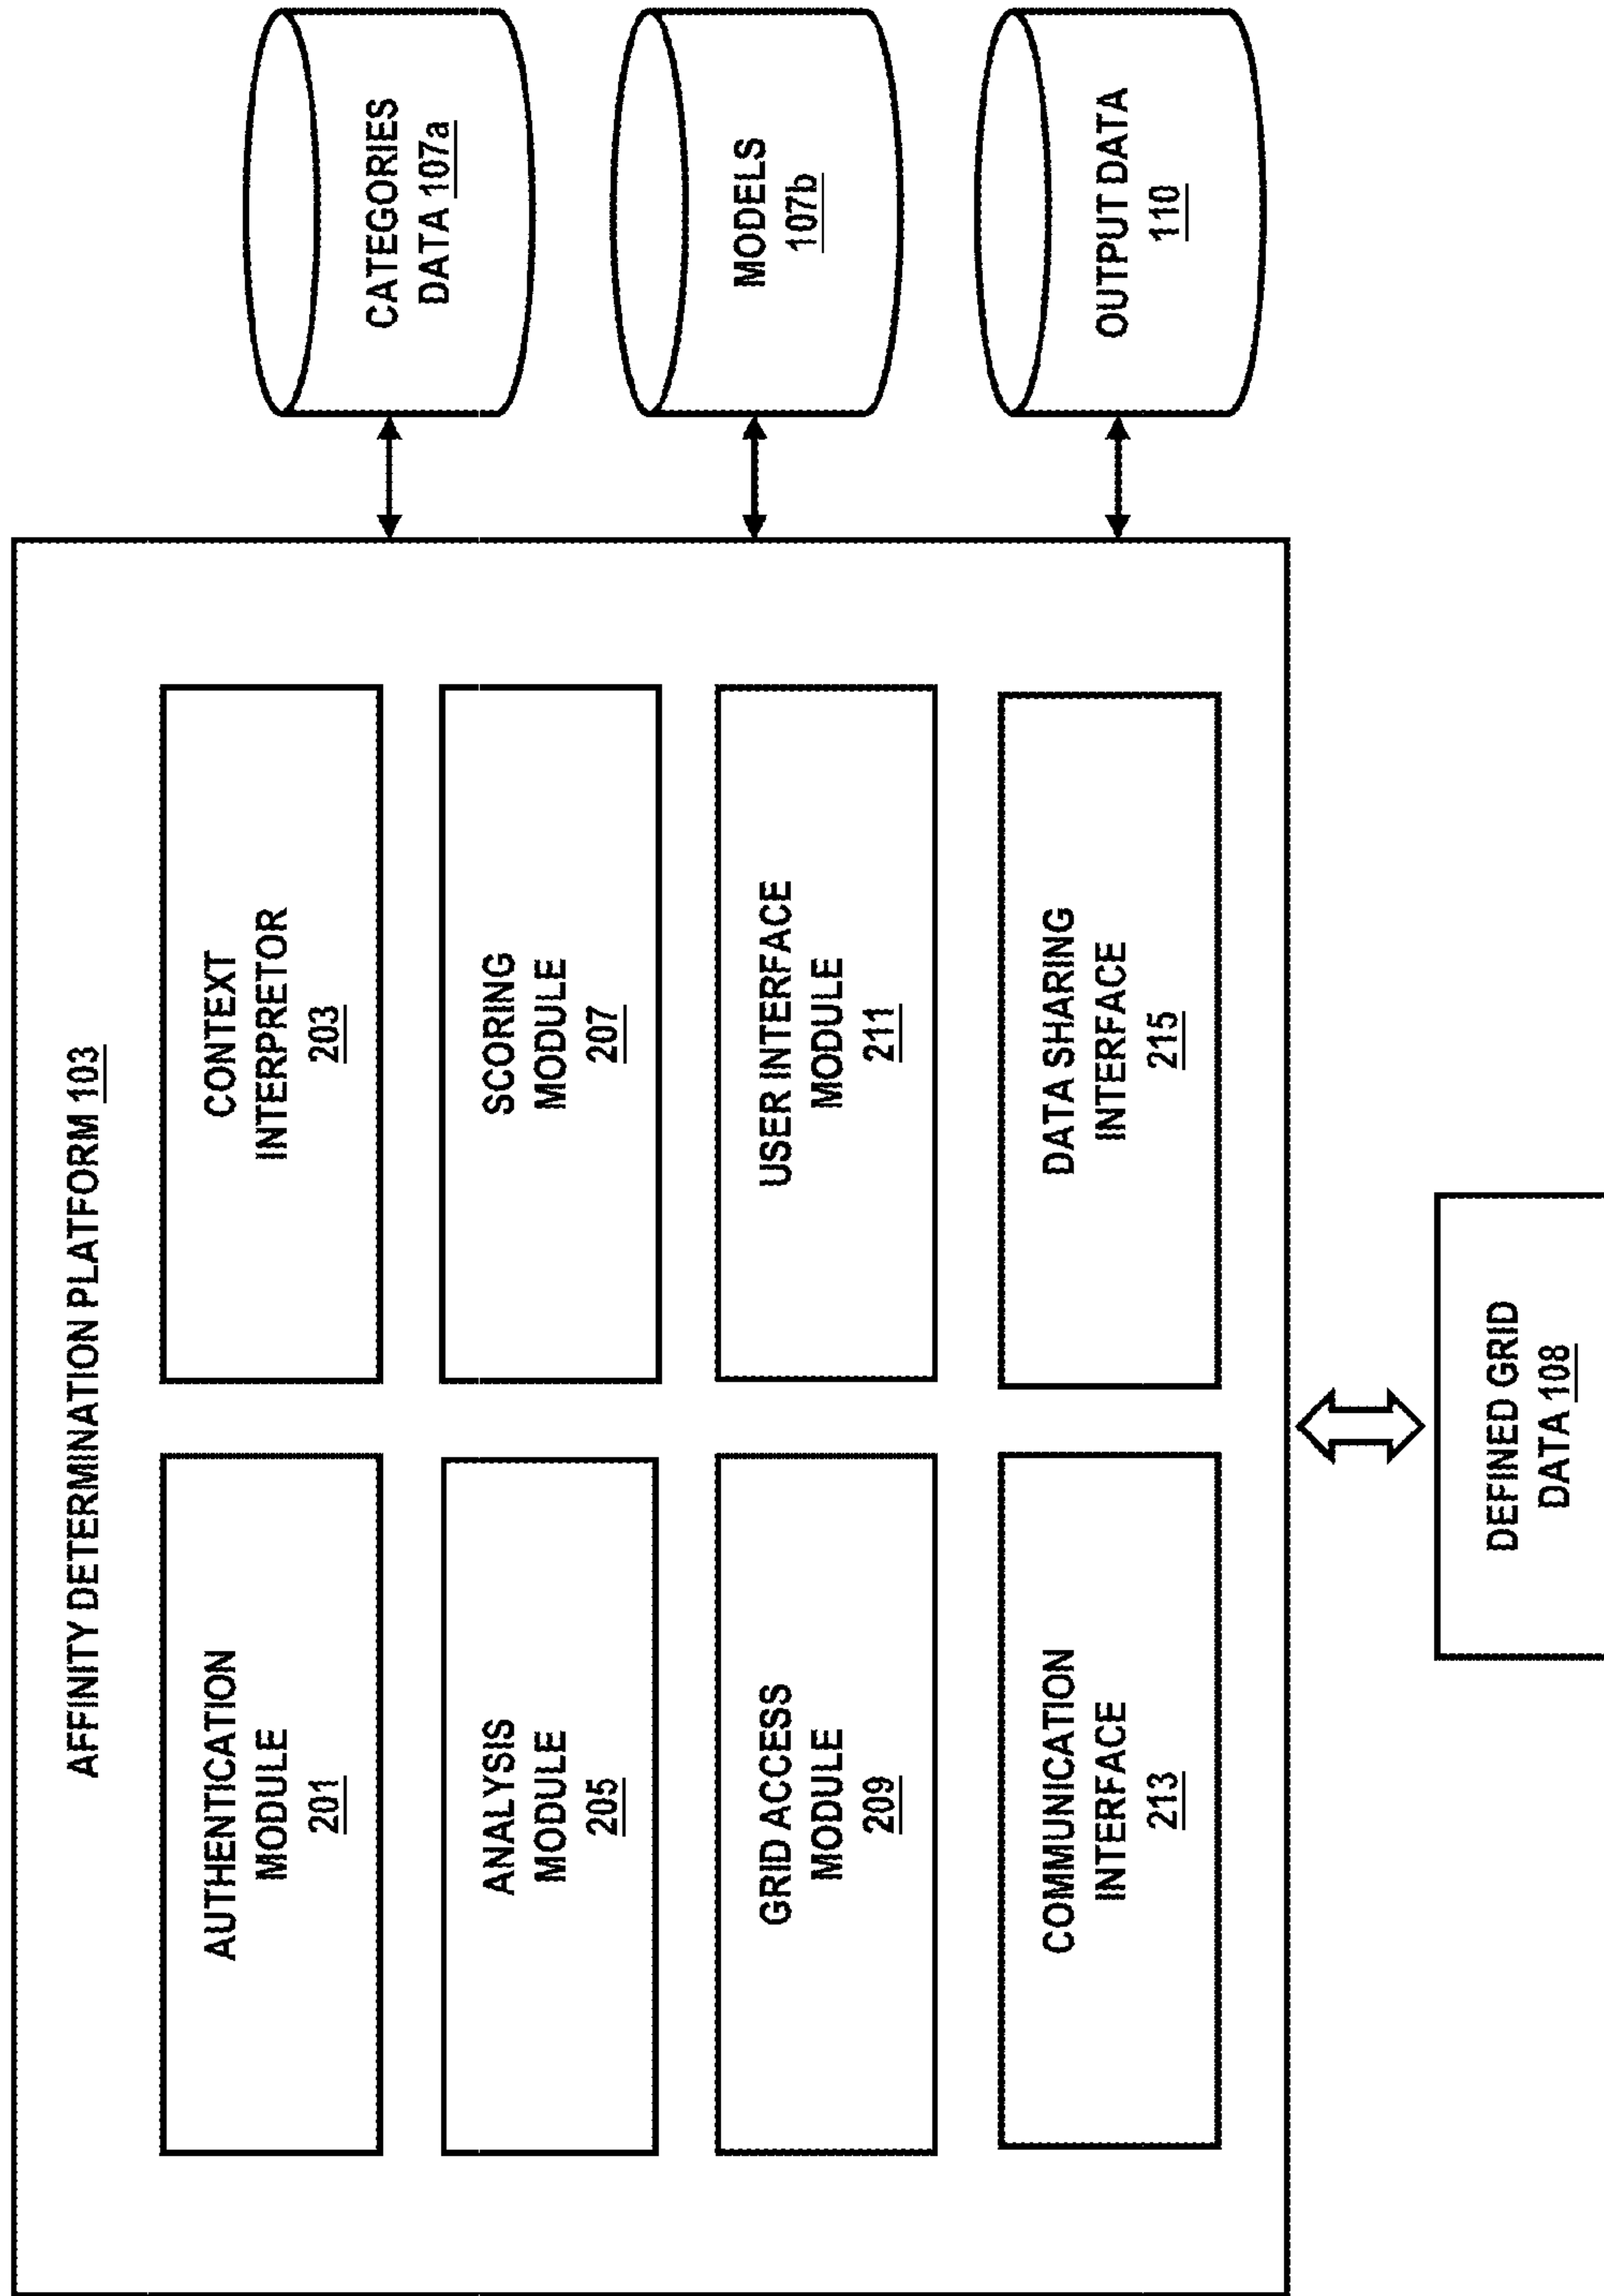 AFFINITY DETERMINATION PLATFORM 103
AUTHENTICATION
MODULE
201
CONTEXT
INTERPRETOR
203
ANALYSIS
MODULE
205
SCORING
MODULE
207
GRID ACCESS
MODULE
209
USER INTERFACE
MODULE
211
COMMUNICATION
INTERFACE
213
DATA SHARING
INTERFACE
215
CATEGORIES
DATA 107a
MODELS
107b
OUTPUT DATA
110
DEFINED GRID
DATA 108